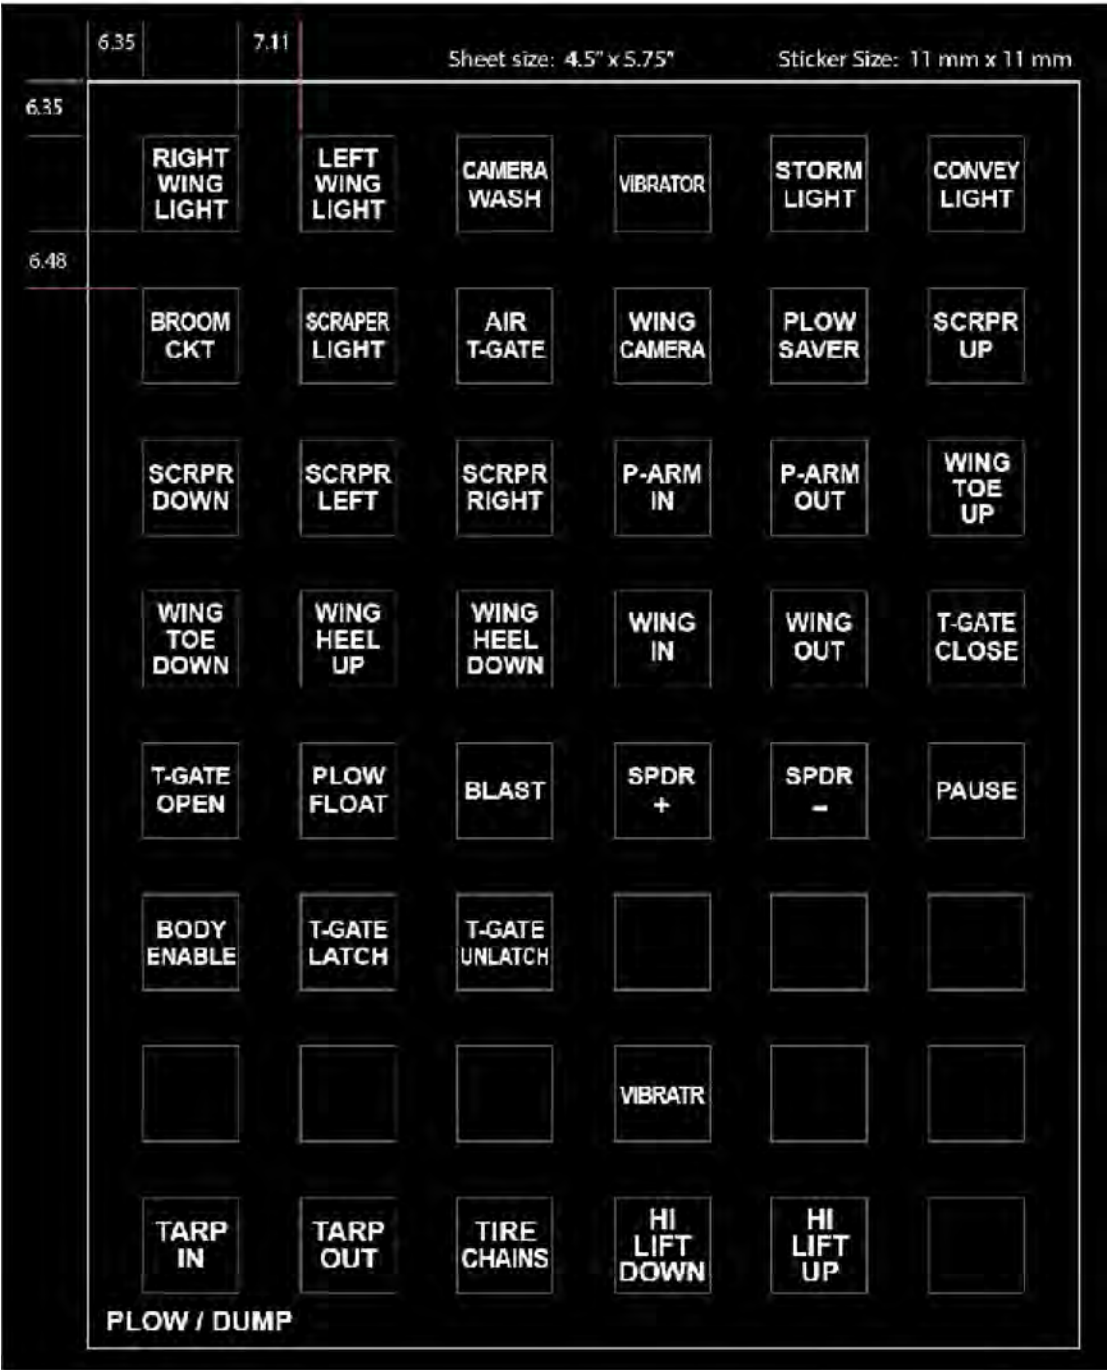 6.35
7.11
Sheet size: 4.5" x 5.75"
Sticker Size: 11 mm x 11 mm
6.35
RIGHT
WING
LIGHT
LEFT
WING
LIGHT
CAMERA
WASH
VIBRATOR
STORM
LIGHT
CONVEY
LIGHT
6.48
BROOM
CKT
SCRAPER
LIGHT
AIR
T-GATE
WING
CAMERA
PLOW
SAVER
SCRPR
UP
SCRPR
DOWN
SCRPR
LEFT
SCRPR
RIGHT
P-ARM
IN
P-ARM
OUT
WING
TOE
UP
WING
TOE
DOWN
WING
HEEL
UP
WING
HEEL
DOWN
WING
IN
WING
OUT
T-GATE
CLOSE
T-GATE
OPEN
PLOW
FLOAT
BLAST
SPDR
+
SPDR
-
PAUSE
BODY
ENABLE
T-GATE
LATCH
T-GATE
UNLATCH
VIBRATR
TARP
IN
TARP
OUT
TIRE
CHAINS
HI
LIFT
DOWN
HI
LIFT
UP
PLOW / DUMP